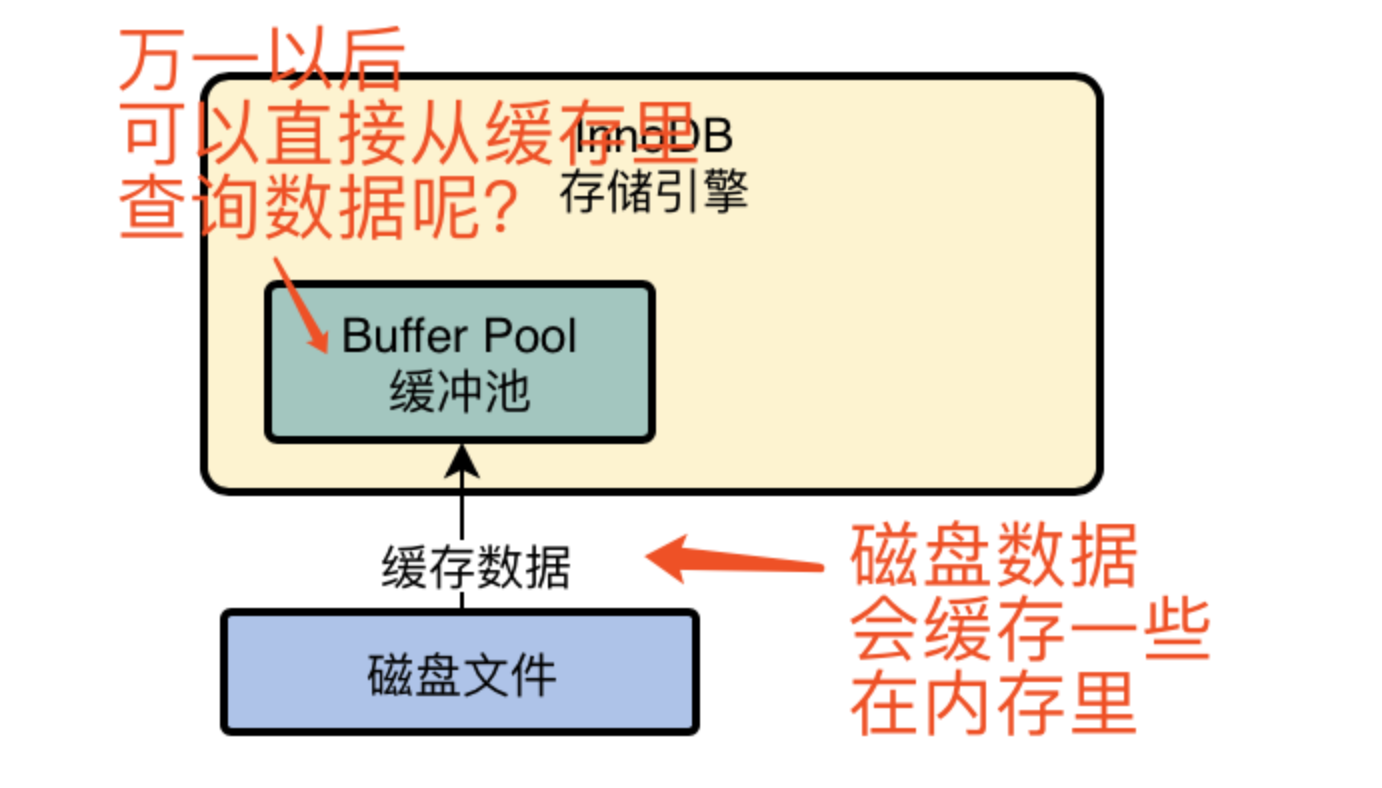 万一以后
可以直接从缓存里
查询数据呢？
InnoDB
存储引擎
Buffer Pool
缓冲池
缓存数据
磁盘数据
会缓存一些
在内存里
磁盘文件